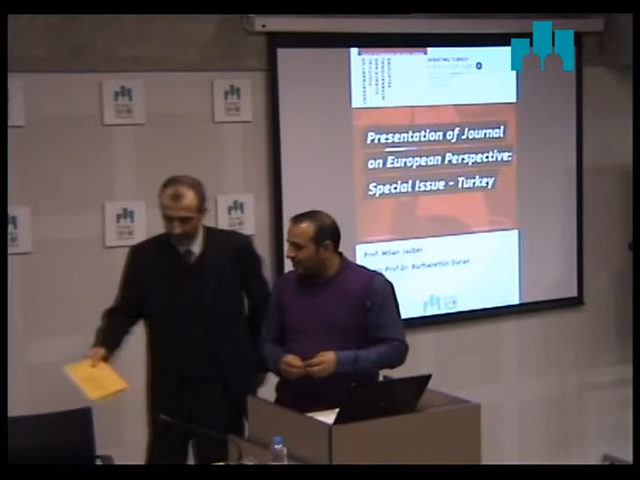 DEBATING TURKEY
Presentation of Journal
on European Perspective:
Special Issue - Turkey
Prof. Milan Jazbec
Prof. Dr. Burhanettin Duran